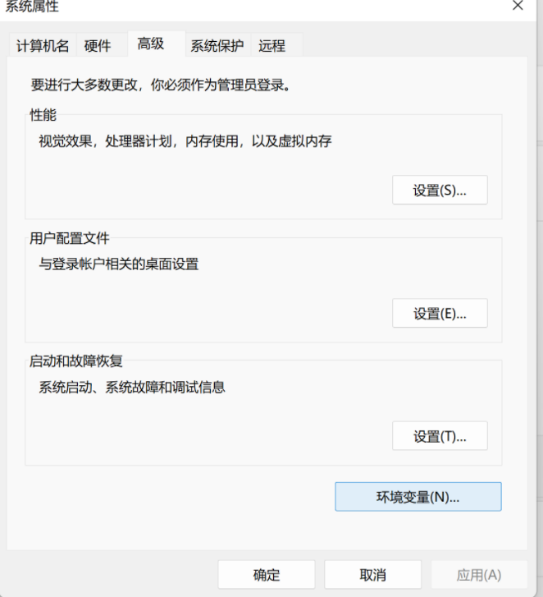 系统属性
计算机名 硬件 高级 系统保护 远程
要进行大多数更改，你必须作为管理员登录。
性能
视觉效果，处理器计划，内存使用，以及虚拟内存
设置(S)...
用户配置文件
与登录帐户相关的桌面设置
设置(E)...
启动和故障恢复
系统启动、系统故障和调试信息
设置(T)...
环境变量(N)...
确定 取消 应用(A)